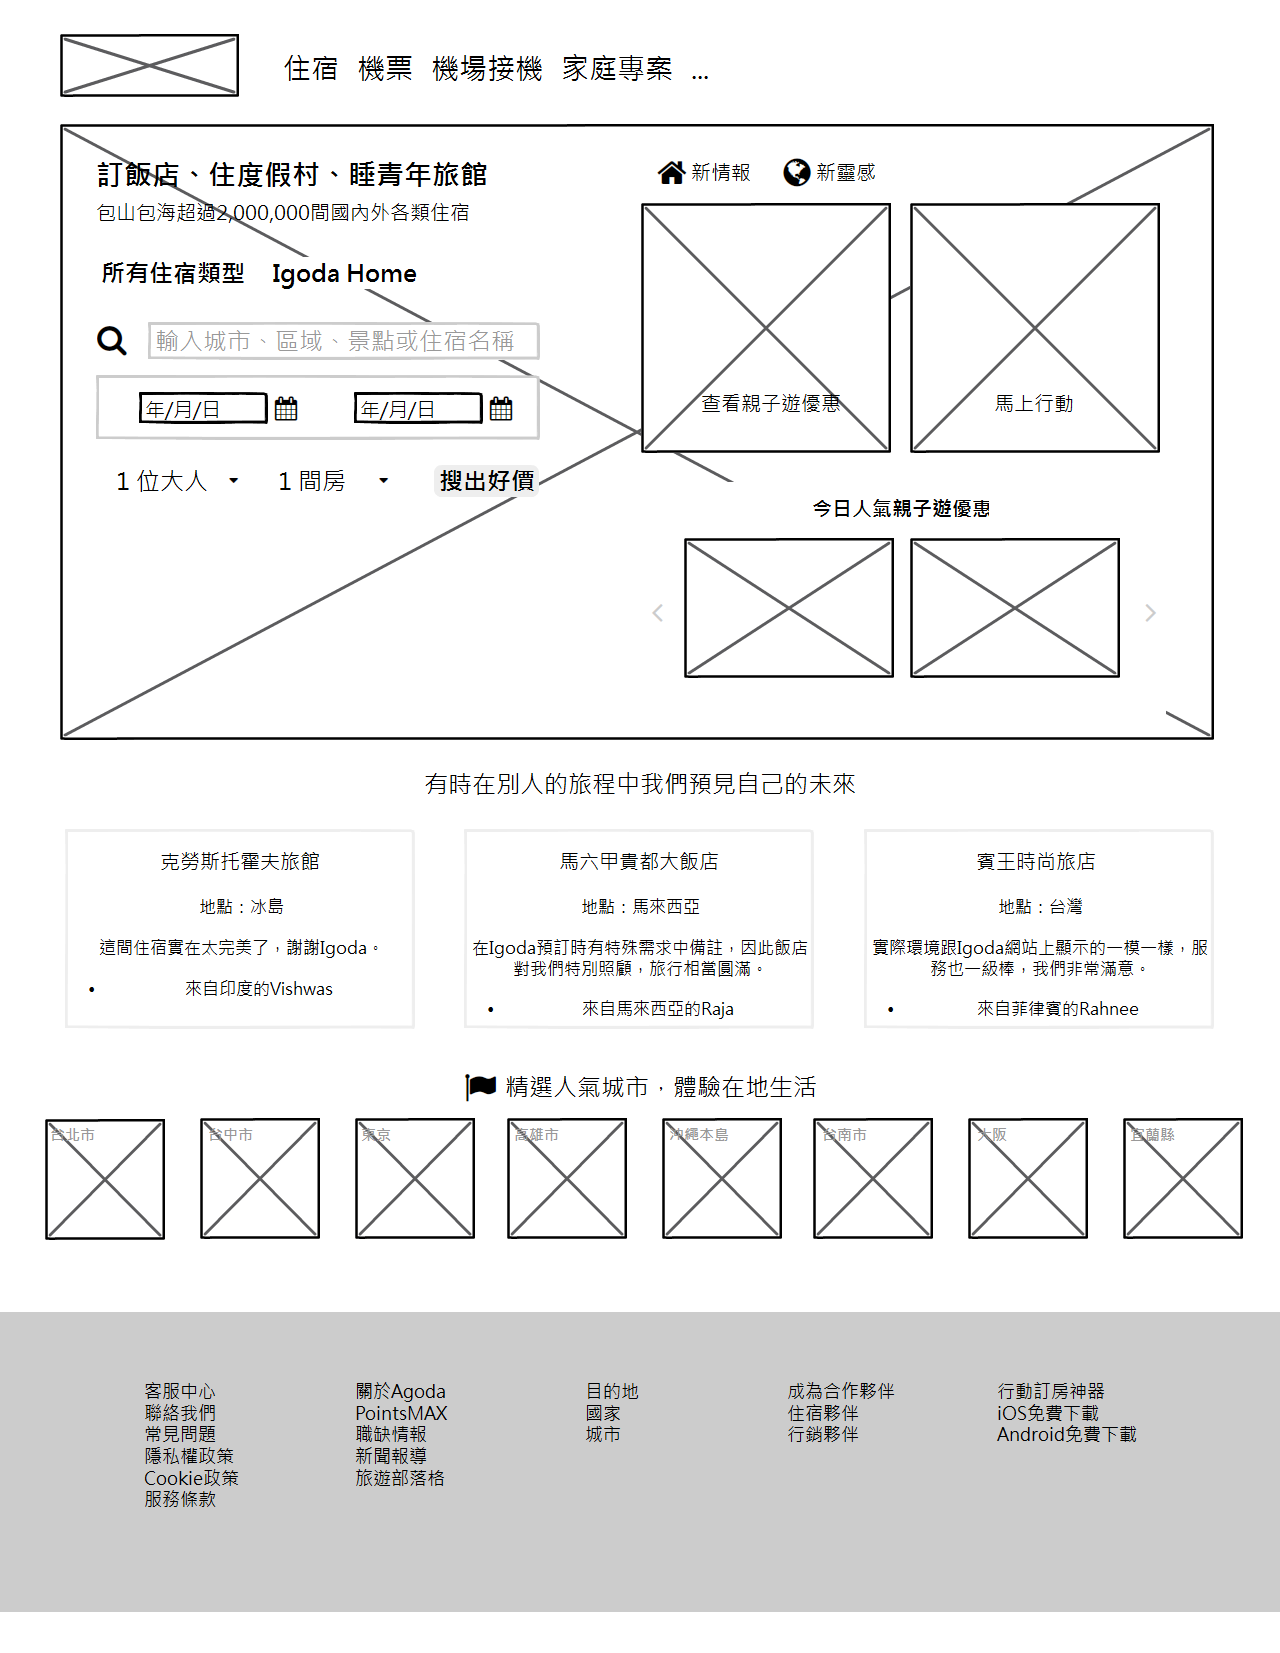 住宿 機票 機場接機 家庭專案 ...
訂飯店、住度假村、睡青年旅館
包山包海超過2,000,000間國內外各類住宿
新情報 新靈感
所有住宿類型 Igoda Home
輸入城市、區域、景點或住宿名稱
年/月/日 年/月/日
查看親子遊優惠 馬上行動
1 位大人 1 間房 搜出好價
今日人氣親子遊優惠
有時在別人的旅程中我們預見自己的未來
克勞斯托霍夫旅館
地點：冰島
這間住宿實在太完美了，謝謝Igoda。
• 來自印度的Vishwas
馬六甲貴都大飯店
地點：馬來西亞
在Igoda預訂時有特殊需求中備註，因此飯店
對我們特別照顧，旅行相當圓滿。
• 來自馬來西亞的Raja
賓王時尚旅店
地點：台灣
實際環境跟Igoda網站上顯示的一模一樣，服
務也一級棒，我們非常滿意。
• 來自菲律賓的Rahnee
精選人氣城市，體驗在地生活
台北市 台中市 東京 高雄市 沖繩本島 台南市 大阪 宜蘭縣
客服中心
聯絡我們
常見問題
隱私權政策
Cookie政策
服務條款
關於Agoda
PointsMAX
職缺情報
新聞報導
旅遊部落格
目的地
國家
城市
成為合作夥伴
住宿夥伴
行銷夥伴
行動訂房神器
iOS免費下載
Android免費下載